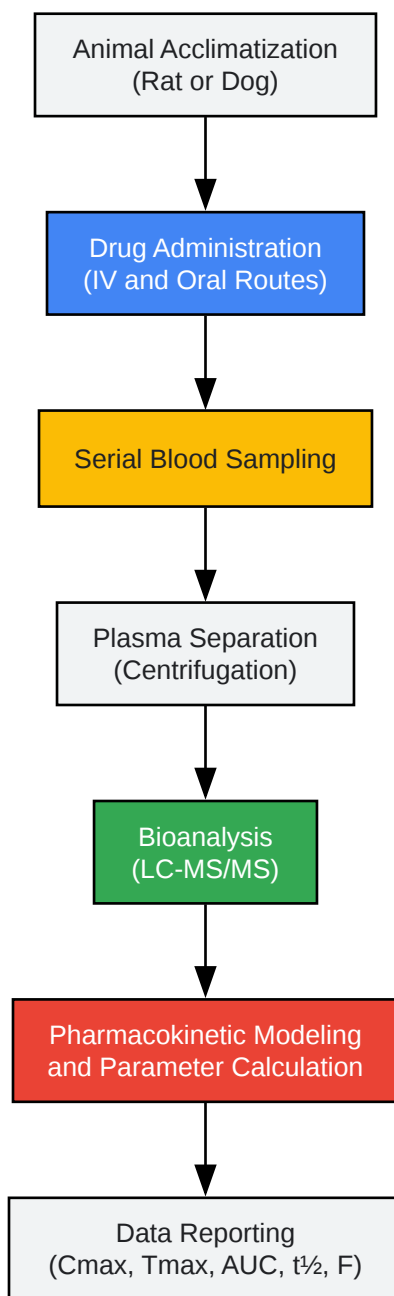 Animal Acclimatization
(Rat or Dog)
Drug Administration
(IV and Oral Routes)
Serial Blood Sampling
Plasma Separation
(Centrifugation)
Bioanalysis
(LC-MS/MS)
Pharmacokinetic Modeling
and Parameter Calculation
Data Reporting
(Cmax, Tmax, AUC, t½, F)